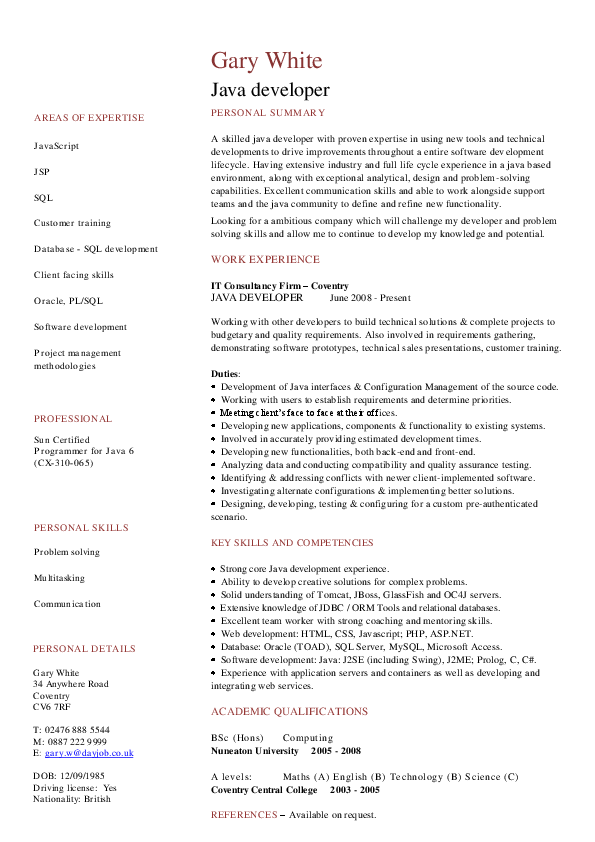 Gary White
Java developer
AREAS OF EXPERTISE
JavaScript
JSP
SQL
Customer training
Database - SQL development
Client facing skills
Oracle, PL/SQL
Software development
Project management
methodologies
PROFESSIONAL
Sun Certified
Programmer for Java 6
(CX-310-065)
PERSONAL SKILLS
Problem solving
Multitasking
Communication
PERSONAL DETAILS
Gary White
34 Anywhere Road
Coventry
CV6 7RF
T: 02476 888 5544
M: 0887 222 9999
E: gary.w@dayjob.co.uk
DOB: 12/09/1985
Driving license: Yes
Nationality: British
PERSONAL SUMMARY
A skilled java developer with proven expertise in using new tools and technical
developments to drive improvements throughout a entire software development
lifecycle. Having extensive industry and full life cycle experience in a java based
environment, along with exceptional analytical, design and problem-solving
capabilities. Excellent communication skills and able to work alongside support
teams and the java community to define and refine new functionality.
Looking for a ambitious company which will challenge my developer and problem
solving skills and allow me to continue to develop my knowledge and potential.
WORK EXPERIENCE
IT Consultancy Firm – Coventry
JAVA DEVELOPER June 2008 - Present
Working with other developers to build technical solutions & complete projects to
budgetary and quality requirements. Also involved in requirements gathering,
demonstrating software prototypes, technical sales presentations, customer training.
Duties:
• Development of Java interfaces & Configuration Management of the source code.
• Working with users to establish requirements and determine priorities.
• Meeting client's face to face at their offices.
• Developing new applications, components & functionality to existing systems.
• Involved in accurately providing estimated development times.
• Developing new functionalities, both back-end and front-end.
• Analyzing data and conducting compatibility and quality assurance testing.
• Identifying & addressing conflicts with newer client-implemented software.
• Investigating alternate configurations & implementing better solutions.
• Designing, developing, testing & configuring for a custom pre-authenticated
scenario.
KEY SKILLS AND COMPETENCIES
• Strong core Java development experience.
• Ability to develop creative solutions for complex problems.
• Solid understanding of Tomcat, JBoss, GlassFish and OC4J servers.
• Extensive knowledge of JDBC / ORM Tools and relational databases.
• Excellent team worker with strong coaching and mentoring skills.
• Web development: HTML, CSS, Javascript; PHP, ASP.NET.
• Database: Oracle (TOAD), SQL Server, MySQL, Microsoft Access.
• Software development: Java: J2SE (including Swing), J2ME; Prolog, C, C#.
• Experience with application servers and containers as well as developing and
integrating web services.
ACADEMIC QUALIFICATIONS
BSc (Hons) Computing
Nuneaton University 2005 - 2008
A levels: Maths (A) English (B) Technology (B) Science (C)
Coventry Central College 2003 - 2005
REFERENCES – Available on request.